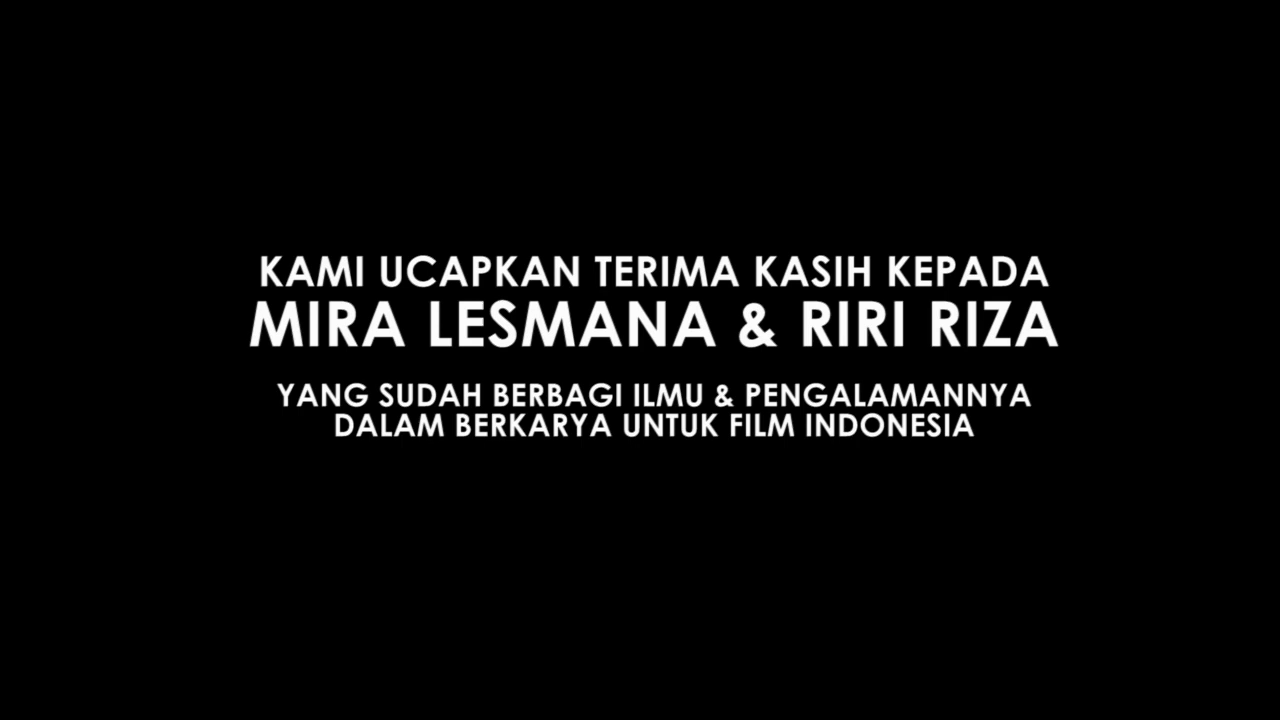 KAMI UCAPKAN TERIMA KASIH KEPADA
MIRA LESMANA & RIRI RIZA
YANG SUDAH BERBAGI ILMU & PENGALAMANNYA
DALAM BERKARYA UNTUK FILM INDONESIA